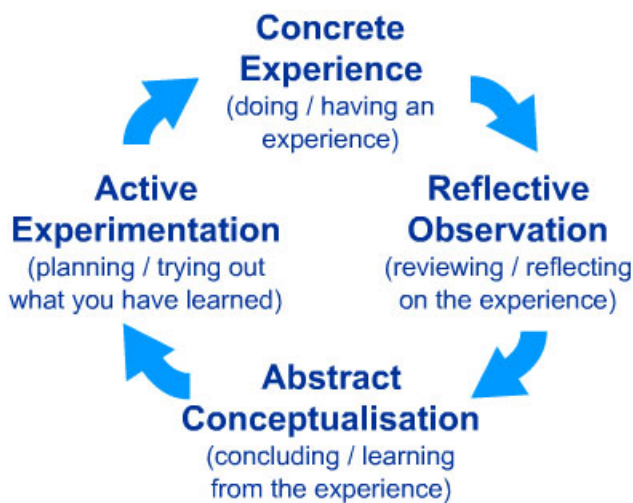 Concrete
Experience
(doing / having an
experience)
Reflective
Observation
(reviewing / reflecting
on the experience)
Abstract
Conceptualisation
(concluding / learning
from the experience)
Active
Experimentation
(planning / trying out
what you have learned)